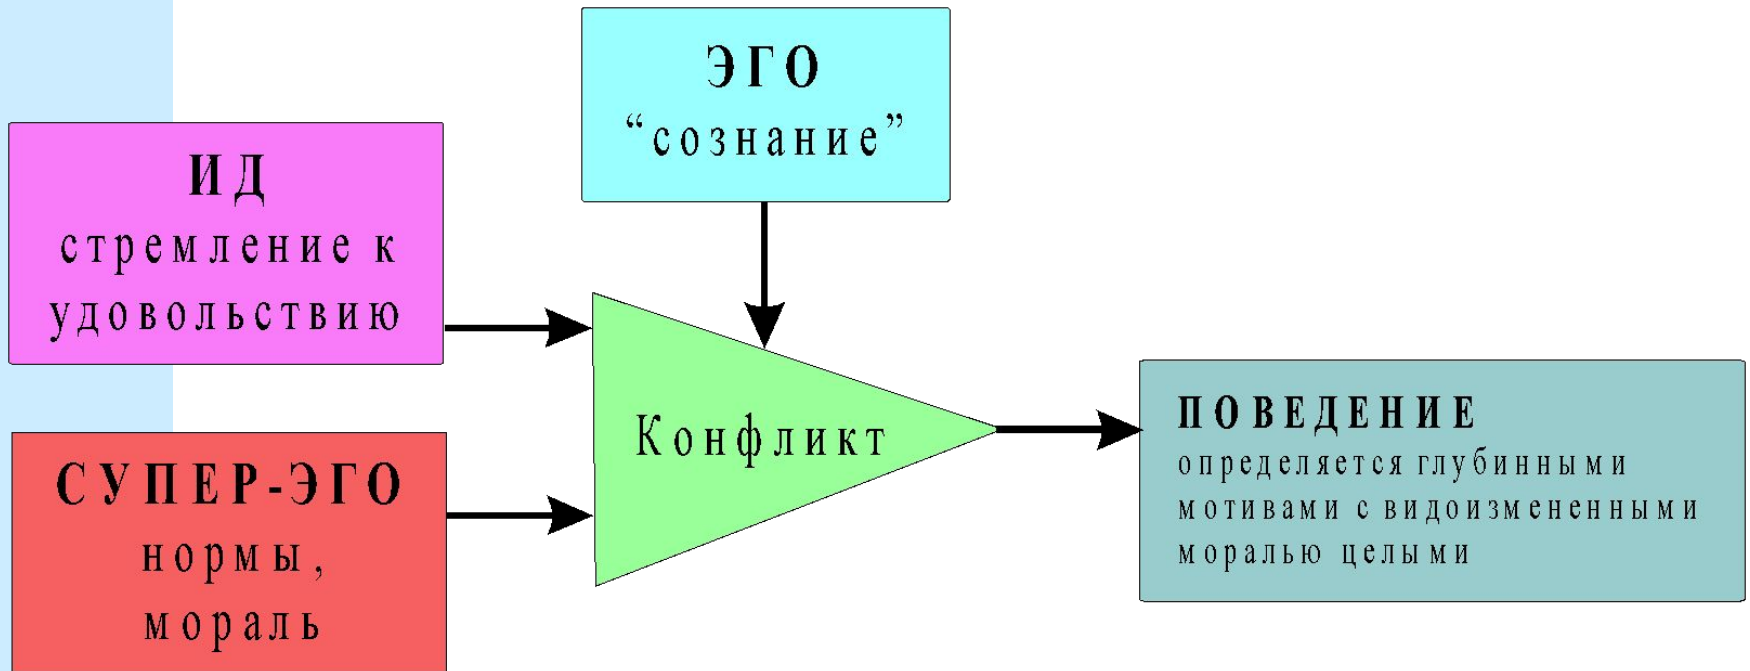 ЭГО
“сознание”
ИД
стремление к
удовольствию
Конфликт
СУПЕР-ЭГО
нормы,
мораль
ПОВЕДЕНИЕ
определяется глубинными
мотивами с видоизмененными
моралью целыми